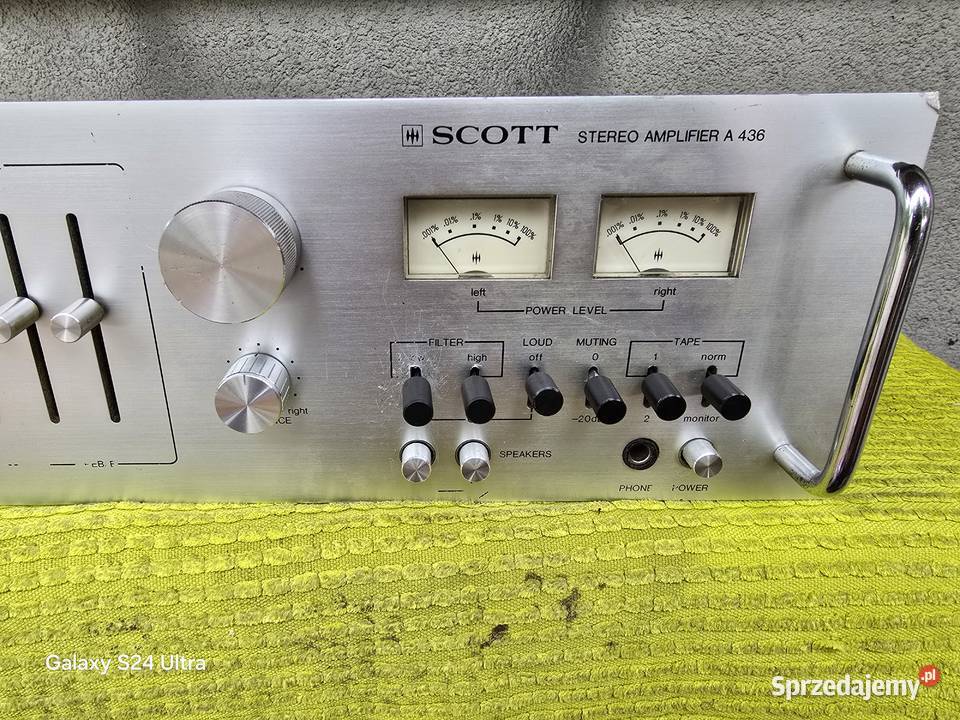 SCOTT STEREO AMPLIFIER A 436
.001% .01% .1% 1% 10% 100%
.001% .01% .1% 1% 10% 100%
left right
POWER LEVEL
FILTER LOUD MUTING TAPE
high off 0 1 norm
right
-20dB 2 monitor
SPEAKERS
PHONE POWER
Galaxy S24 Ultra
Sprzedajemy.pl